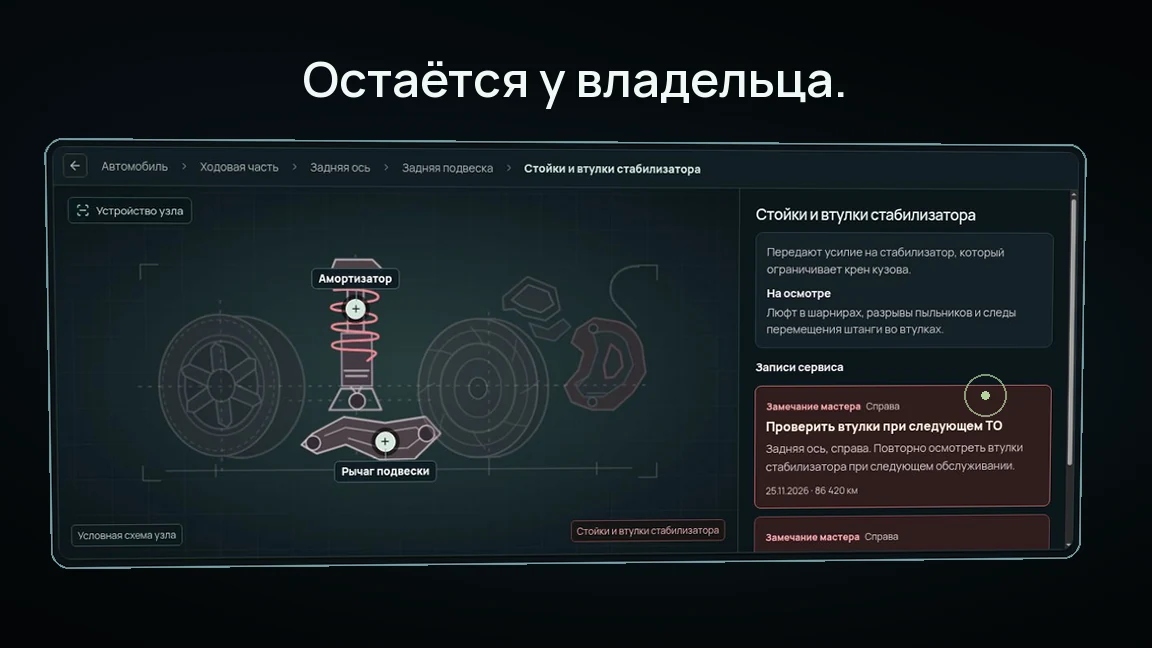 Остаётся у владельца.
Автомобиль
Ходовая часть
Задняя ось
Задняя подвеска
Стойки и втулки стабилизатора
Устройство узла
Амортизатор
Рычаг подвески
Условная схема узла
Стойки и втулки стабилизатора
Стойки и втулки стабилизатора
Передают усилие на стабилизатор, который
ограничивает крен кузова.
На осмотре
Люфт в шарнирах, разрывы пыльников и следы
перемещения штанги во втулках.
Записи сервиса
Замечание мастера Справа
Проверить втулки при следующем ТО
Задняя ось, справа. Повторно осмотреть втулки
стабилизатора при следующем обслуживании.
25.11.2026 · 86 420 км
Замечание мастера Справа